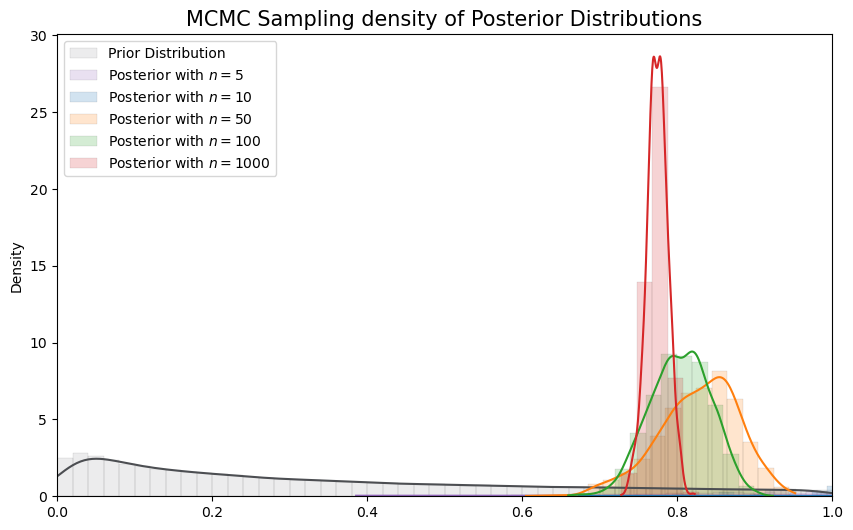 MCMC Sampling density of Posterior Distributions
30
25
20
15
10
5
0
Density
Prior Distribution
Posterior with n = 5
Posterior with n = 10
Posterior with n = 50
Posterior with n = 100
Posterior with n = 1000
0.0 0.2 0.4 0.6 0.8 1.0